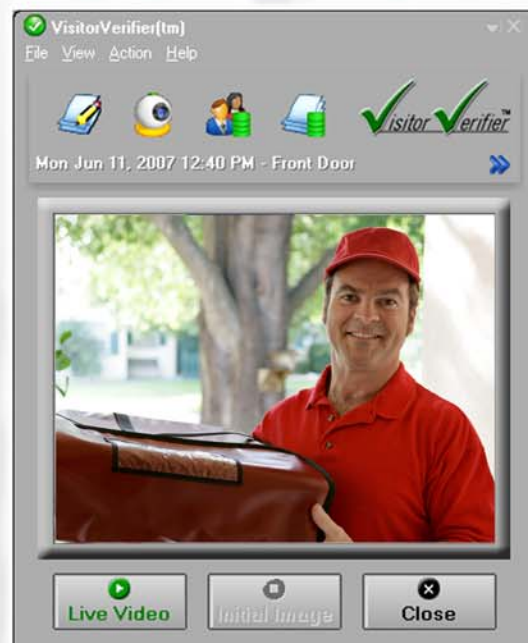 VisitorVerifier(tm)
File View Action Help
Visitor Verifier™
Mon Jun 11, 2007 12:40 PM - Front Door
Live Video
Initial Image
Close